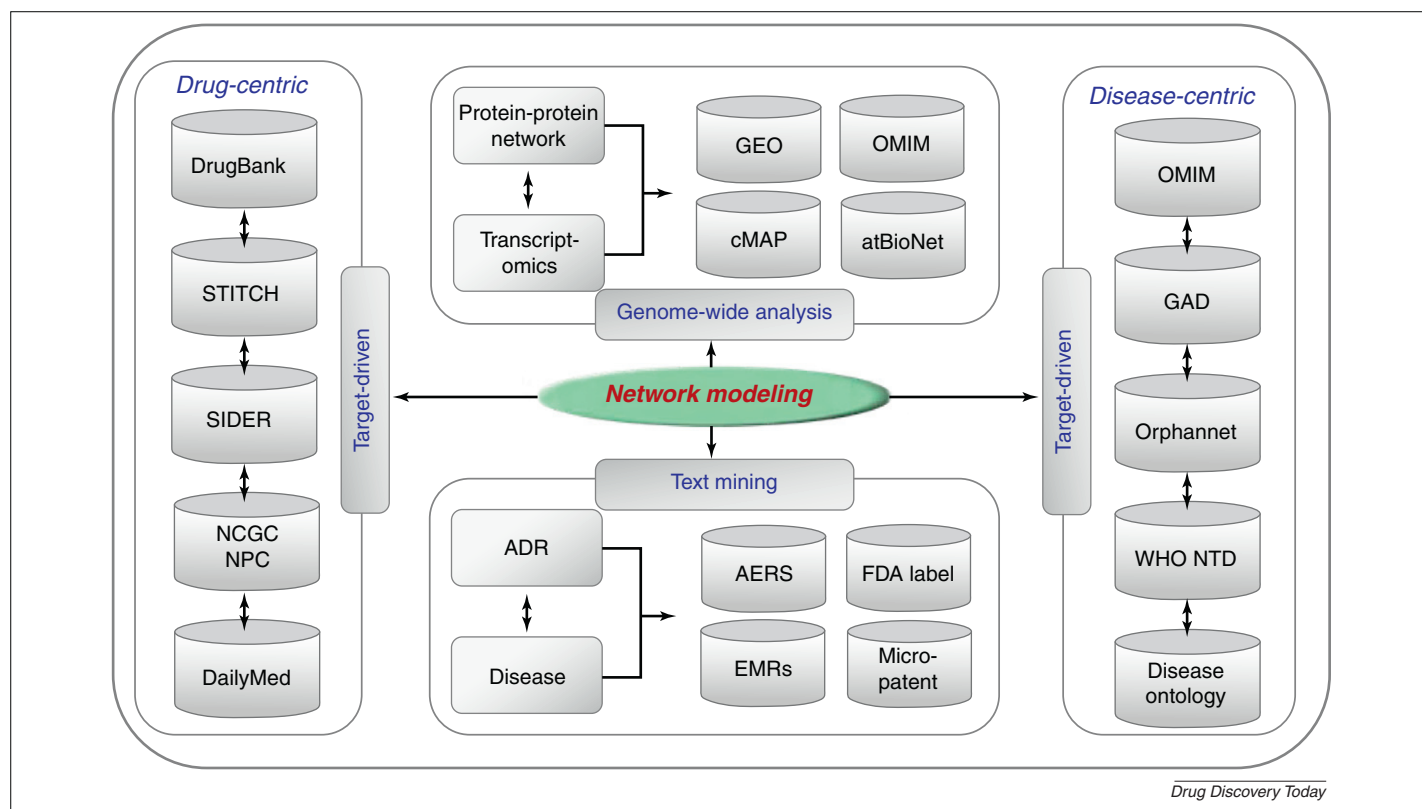 Drug-centric
DrugBank
STITCH
SIDER
NCGC
NPC
DailyMed
Target-driven
Protein-protein
network
Transcript-
omics
GEO
OMIM
cMAP
atBioNet
Genome-wide analysis
Network modeling
Text mining
ADR
Disease
AERS
FDA label
EMRs
Micro-
patent
Target-driven
Disease-centric
OMIM
GAD
Orphannet
WHO NTD
Disease
ontology
Drug Discovery Today